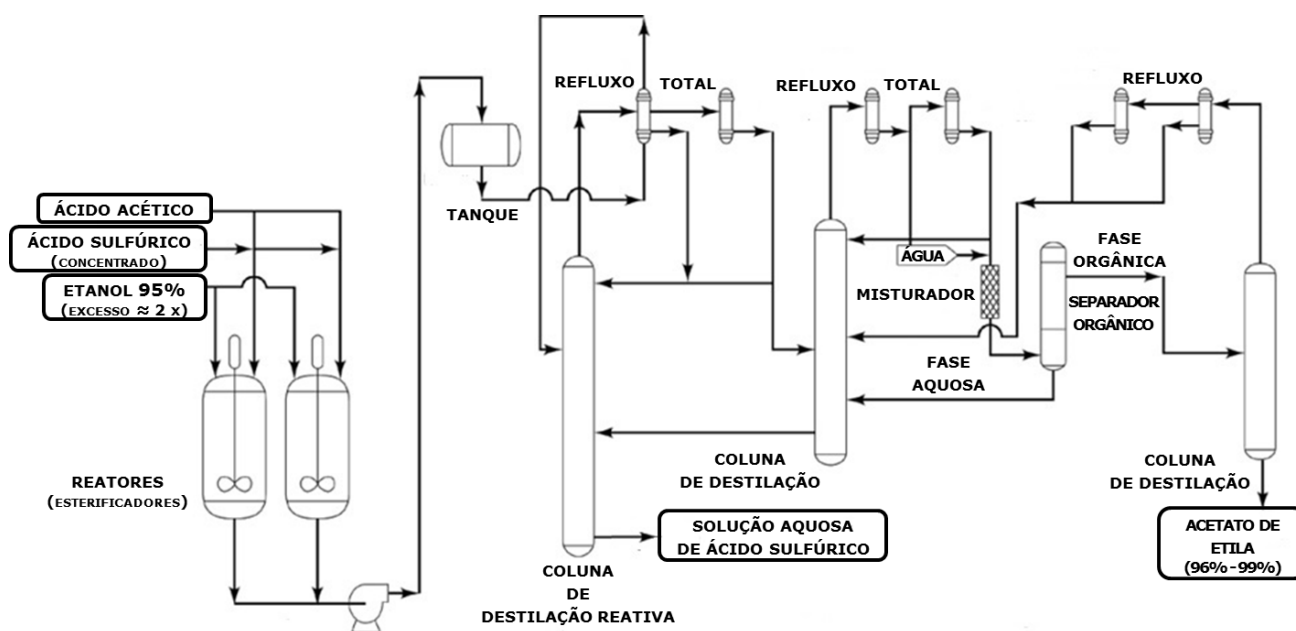 REFLUXO
TOTAL
REFLUXO
TOTAL
REFLUXO
TANQUE
ÁCIDO ACÉTICO
ÁCIDO SULFÚRICO
(CONCENTRADO)
ETANOL 95%
(EXCESSO ≈ 2 x)
ÁGUA
MISTURADOR
FASE
ORGÂNICA
SEPARADOR
ORGÂNICO
FASE
AQUOSA
REATORES
(ESTERIFICADORES)
COLUNA
DE DESTILAÇÃO
COLUNA
DE DESTILAÇÃO
SOLUÇÃO AQUOSA
DE ÁCIDO SULFÚRICO
ACETATO DE
ETILA
(96%-99%)
COLUNA
DE
DESTILAÇÃO REATIVA